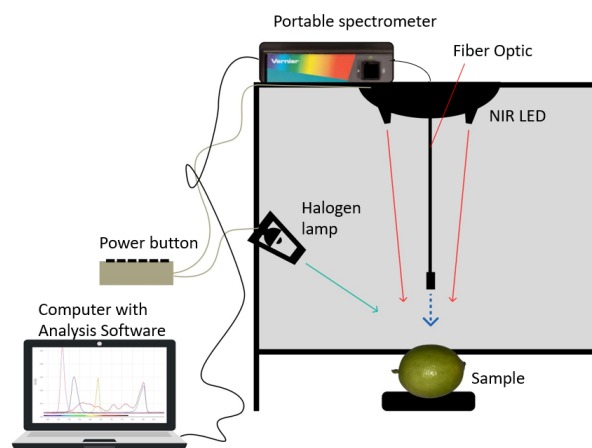 Portable spectrometer
Vernier
Fiber Optic
NIR LED
Halogen
lamp
Power button
Computer with
Analysis Software
Sample